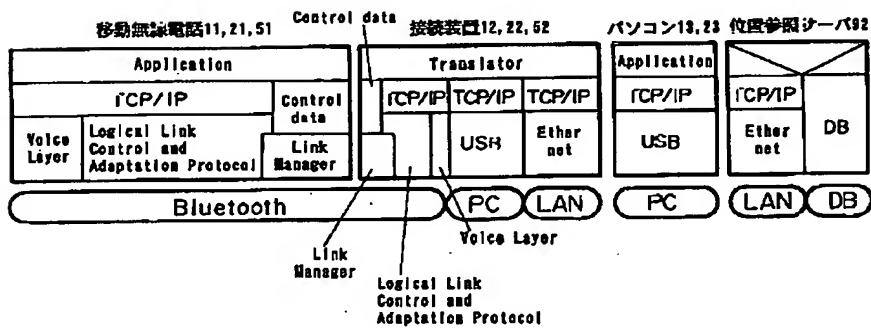 Control data
移動無線電話11,21,51
接続装置12,22,52
パソコン13,23
位置参照サーバ92
Application
Translator
Application
TCP/IP
Control
data
TCP/IP
TCP/IP
TCP/IP
TCP/IP
TCP/IP
Voice
Layer
Logical Link
Control and
Adaptation Protocol
Link
Manager
USB
Ether
net
USB
Ether
net
DB
Bluetooth
PC
LAN
PC
LAN
DB
Link
Manager
Voice Layer
Logical Link
Control and
Adaptation Protocol